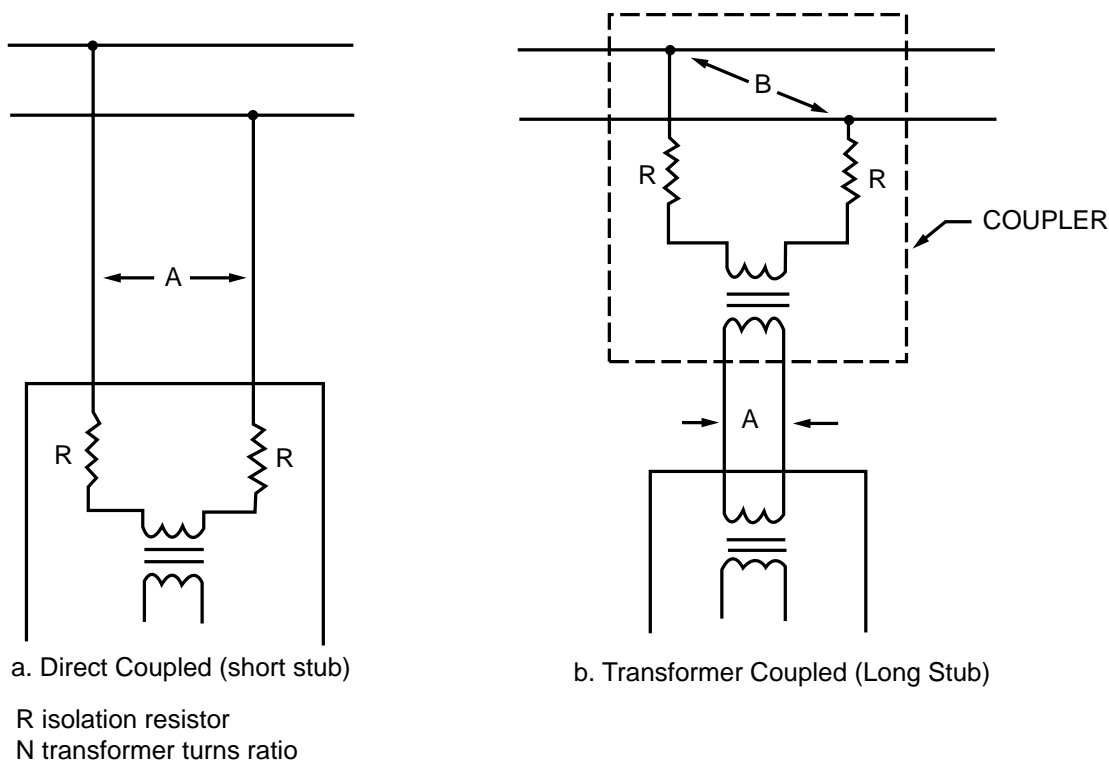 A
R
R
a. Direct Coupled (short stub)
R isolation resistor
N transformer turns ratio
B
R
R
COUPLER
A
b. Transformer Coupled (Long Stub)